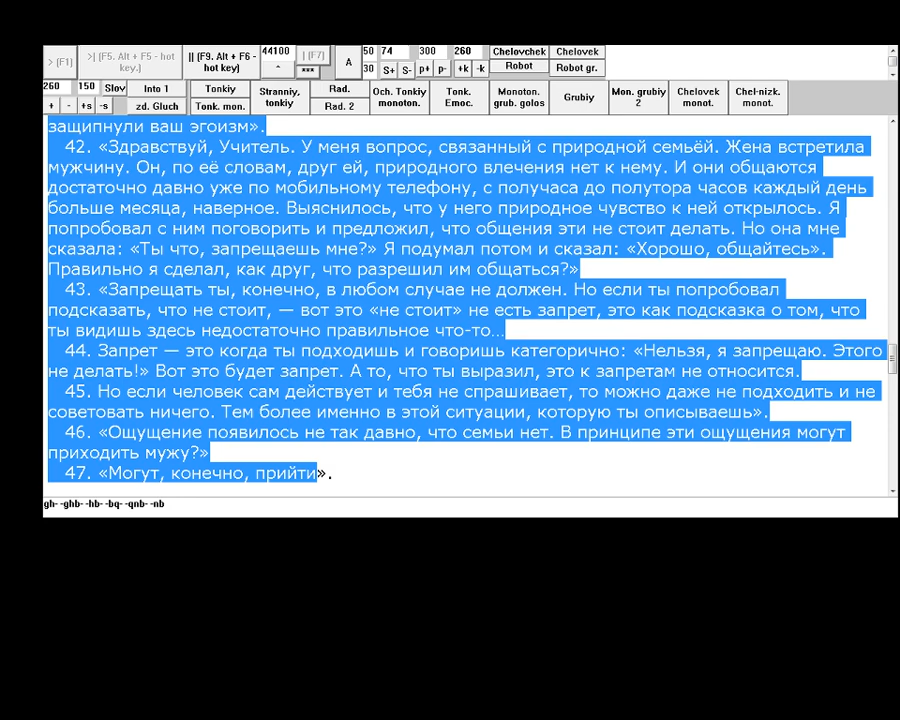 > (F1)
>| (F5. Alt + F5 - hot key.)
|| (F9. Alt + F6 - hot key)
44100
^
| (F7)
***
A
50
30
74
S+ S-
300
p+ p-
260
+k -k
Chelovchek
Robot
Chelovek
Robot gr.
260
+ -
150
+s -s
Slov
Into 1
zd. Gluch
Tonkiy
Tonk. mon.
Stranniy, tonkiy
Rad.
Rad. 2
Och. Tonkiy monoton.
Tonk. Emoc.
Monoton. grub. golos
Grubiy
Mon. grubiy 2
Chelovek monot.
Chel-nizk. monot.
защипнули ваш эгоизм».
42. «Здравствуй, Учитель. У меня вопрос, связанный с природной семьёй. Жена встретила
мужчину. Он, по её словам, друг ей, природного влечения нет к нему. И они общаются
достаточно давно уже по мобильному телефону, с получаса до полутора часов каждый день
больше месяца, наверное. Выяснилось, что у него природное чувство к ней открылось. Я
попробовал с ним поговорить и предложил, что общения эти не стоит делать. Но она мне
сказала: «Ты что, запрещаешь мне?» Я подумал потом и сказал: «Хорошо, общайтесь».
Правильно я сделал, как друг, что разрешил им общаться?»
43. «Запрещать ты, конечно, в любом случае не должен. Но если ты попробовал
подсказать, что не стоит, — вот это «не стоит» не есть запрет, это как подсказка о том, что
ты видишь здесь недостаточно правильное что-то...
44. Запрет — это когда ты подходишь и говоришь категорично: «Нельзя, я запрещаю. Этого
не делать!» Вот это будет запрет. А то, что ты выразил, это к запретам не относится.
45. Но если человек сам действует и тебя не спрашивает, то можно даже не подходить и не
советовать ничего. Тем более именно в этой ситуации, которую ты описываешь».
46. «Ощущение появилось не так давно, что семьи нет. В принципе эти ощущения могут
приходить мужу?»
47. «Могут, конечно, прийти».
gh- -ghb- -hb- -bq- -qnb- -nb